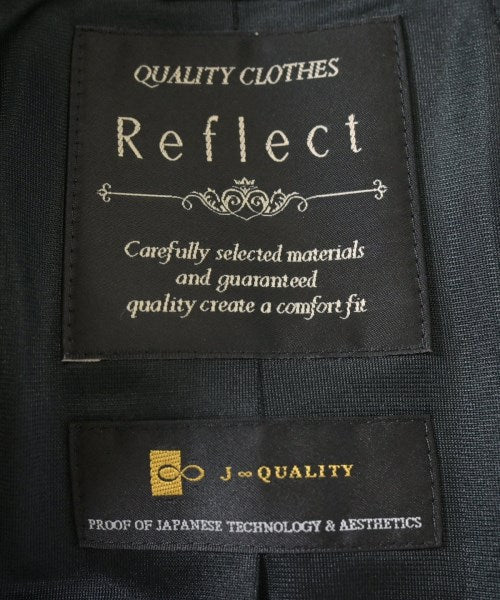 QUALITY CLOTHES
Reflect
Carefully selected materials
and guaranteed
quality create a comfort fit
J∞QUALITY
PROOF OF JAPANESE TECHNOLOGY & AESTHETICS